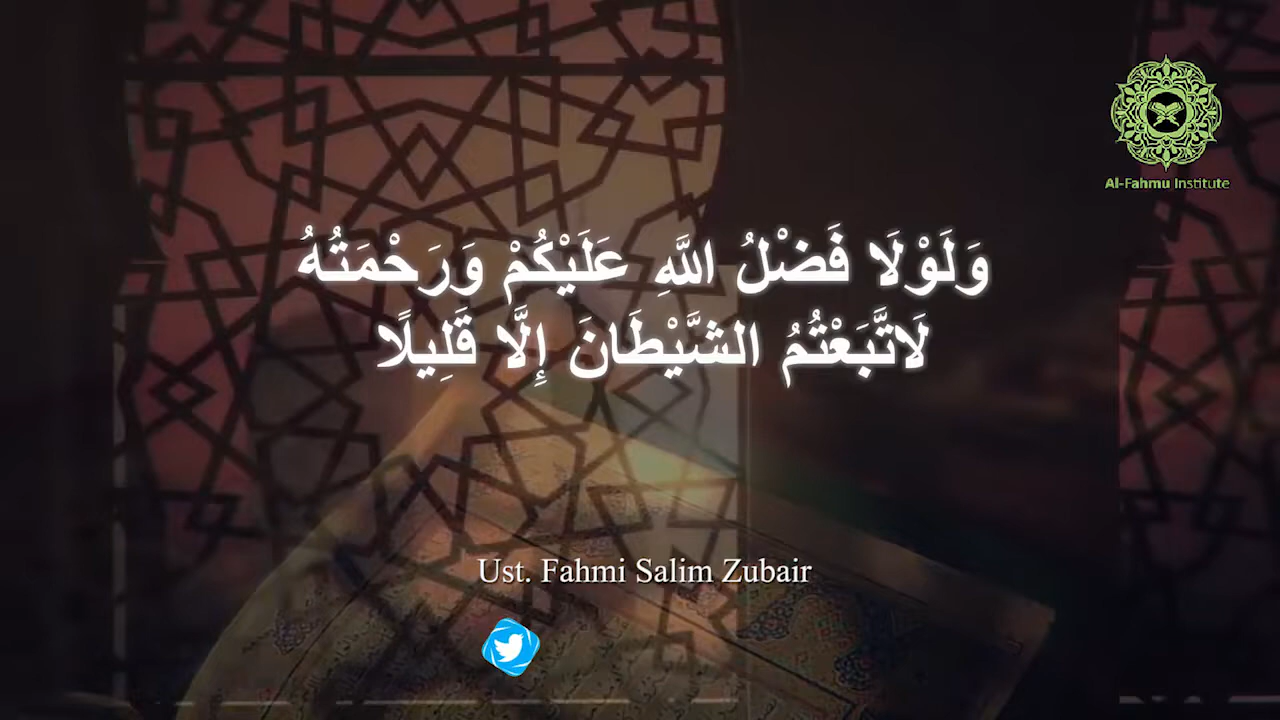 Al-Fahmu Institute
وَلَوْلَا فَضْلُ اللَّهِ عَلَيْكُمْ وَرَحْمَتُهُ
لَاتَّبَعْتُمُ الشَّيْطَانَ إِلَّا قَلِيلًا
Ust. Fahmi Salim Zubair